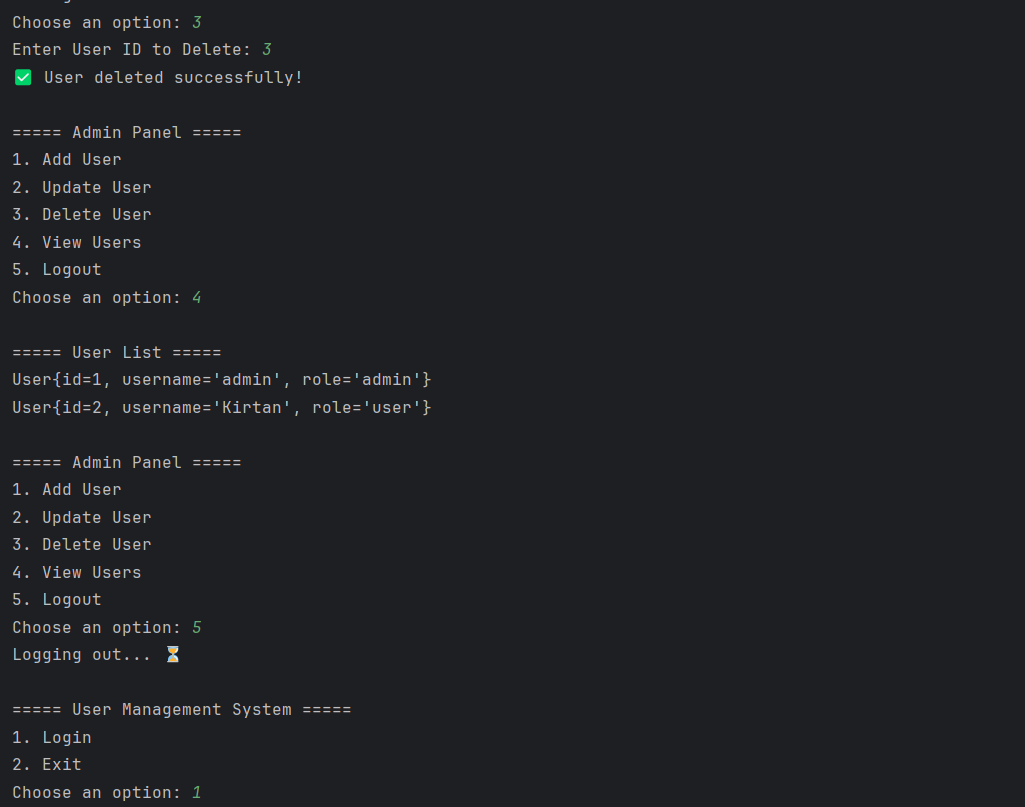 Choose an option: 3
Enter User ID to Delete: 3
✅ User deleted successfully!
===== Admin Panel =====
1. Add User
2. Update User
3. Delete User
4. View Users
5. Logout
Choose an option: 4
===== User List =====
User{id=1, username='admin', role='admin'}
User{id=2, username='Kirtan', role='user'}
===== Admin Panel =====
1. Add User
2. Update User
3. Delete User
4. View Users
5. Logout
Choose an option: 5
Logging out... ⏳
===== User Management System =====
1. Login
2. Exit
Choose an option: 1